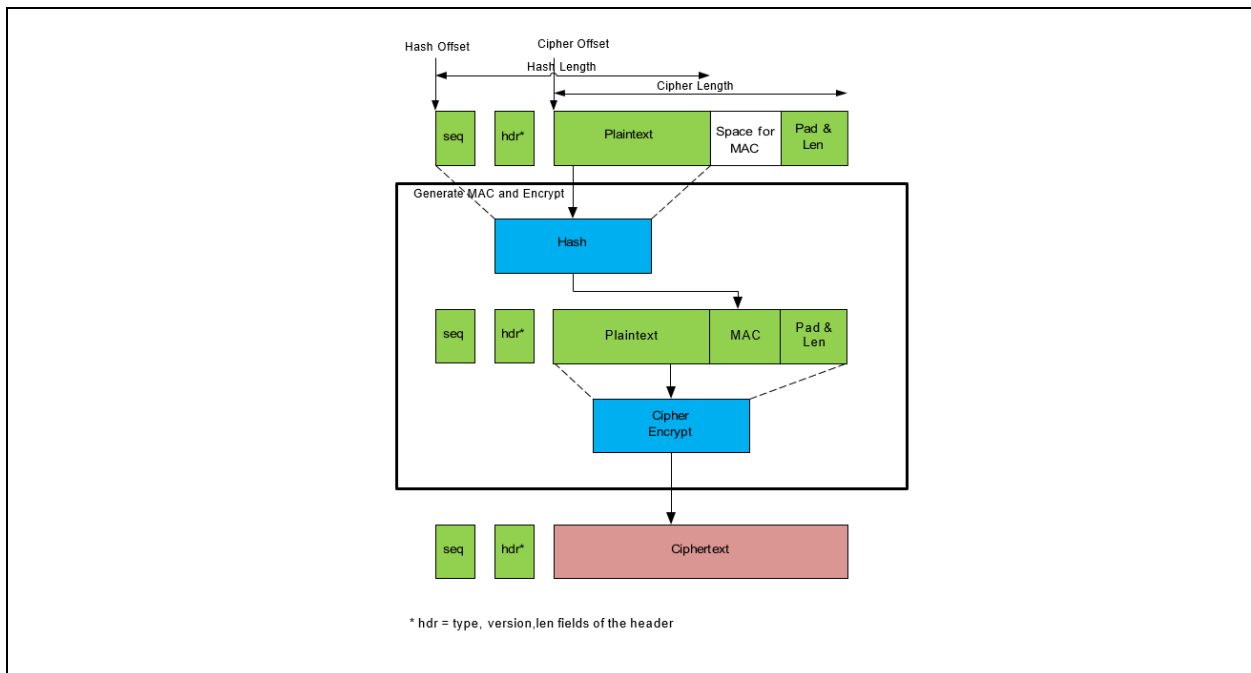 Hash Offset
Cipher Offset
Hash Length
Cipher Length
seq
hdr*
Plaintext
Space for
MAC
Pad &
Len
Generate MAC and Encrypt
Hash
seq
hdr*
Plaintext
MAC
Pad &
Len
Cipher
Encrypt
seq
hdr*
Ciphertext
* hdr = type, version,len fields of the header